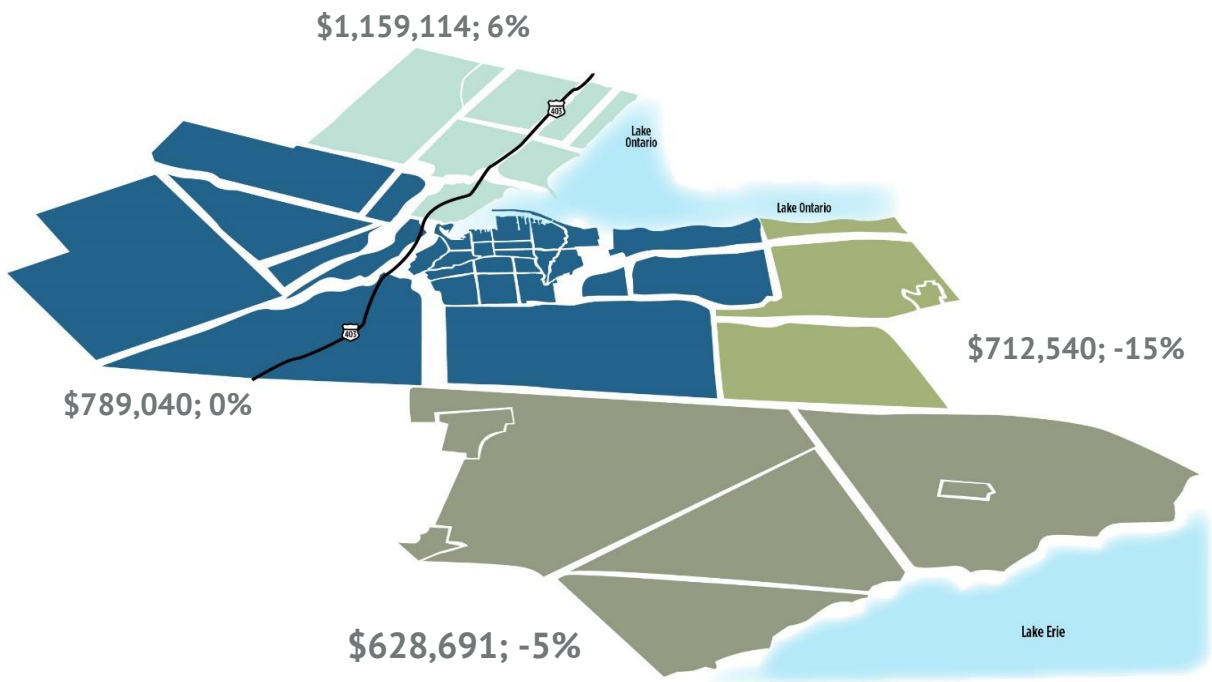 $1,159,114; 6%
403
Lake
Ontario
Lake Ontario
403
$712,540; -15%
$789,040; 0%
$628,691; -5%
Lake Erie